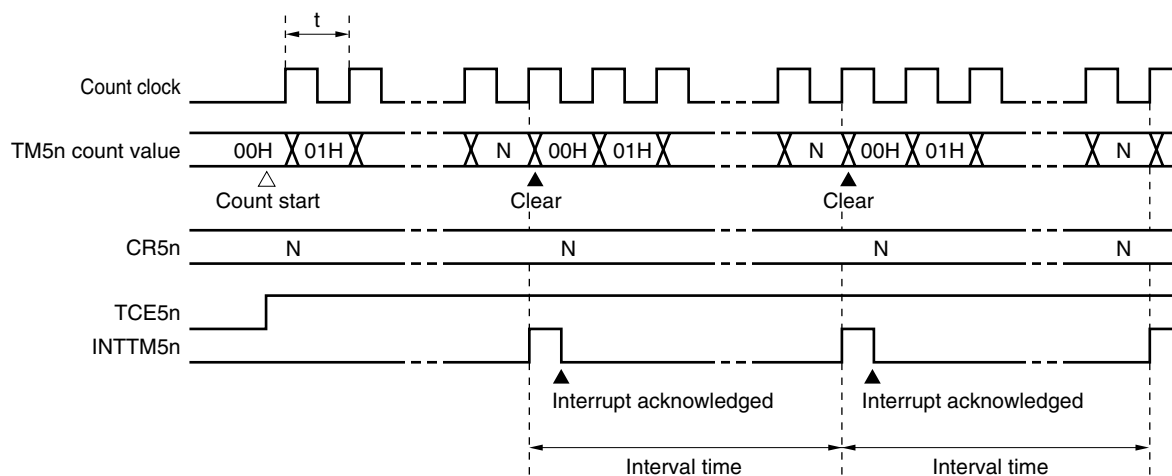 t
Count clock
TM5n count value 00H 01H N 00H 01H N 00H 01H N
Count start Clear Clear
CR5n N N N N
TCE5n
INTTM5n
Interrupt acknowledged Interrupt acknowledged
Interval time Interval time